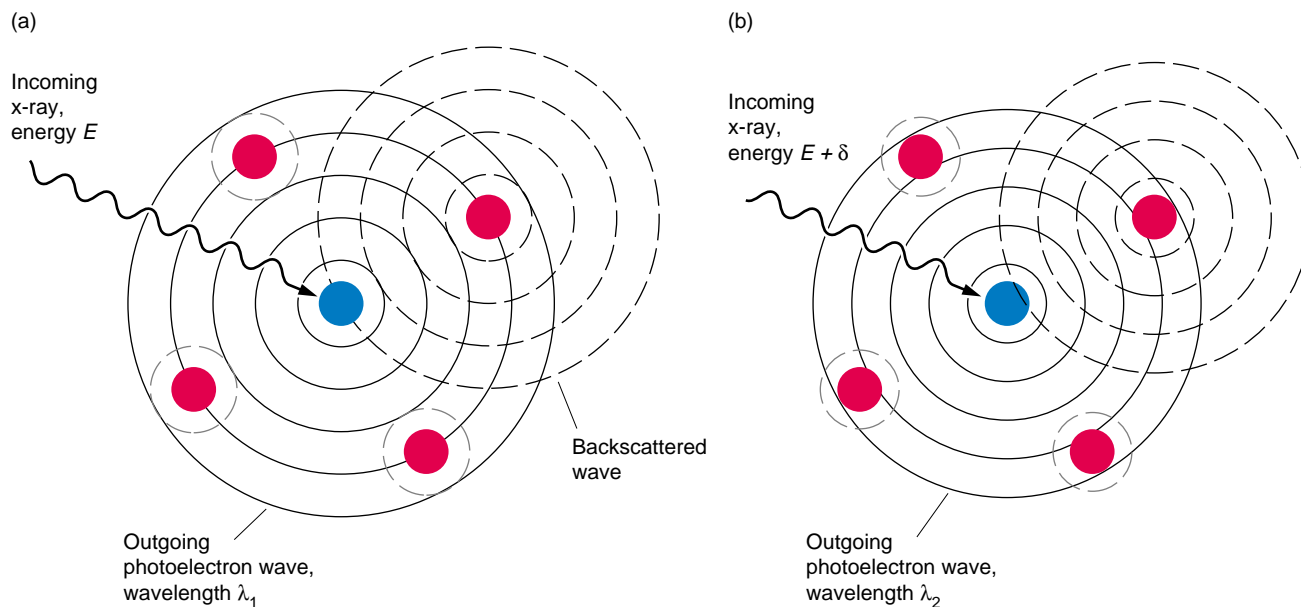 (a)
Incoming
x-ray,
energy E
Backscattered
wave
Outgoing
photoelectron wave,
wavelength λ₁
(b)
Incoming
x-ray,
energy E + δ
Outgoing
photoelectron wave,
wavelength λ₂